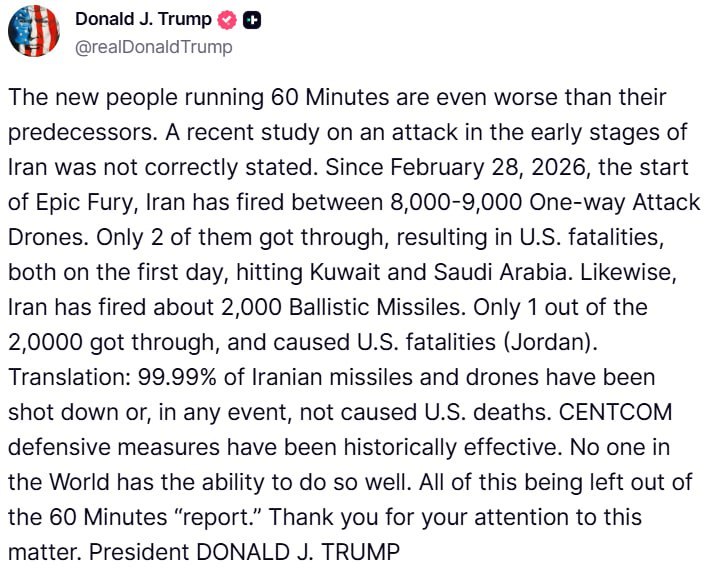 Donald J. Trump
@realDonaldTrump
The new people running 60 Minutes are even worse than their
predecessors. A recent study on an attack in the early stages of
Iran was not correctly stated. Since February 28, 2026, the start
of Epic Fury, Iran has fired between 8,000-9,000 One-way Attack
Drones. Only 2 of them got through, resulting in U.S. fatalities,
both on the first day, hitting Kuwait and Saudi Arabia. Likewise,
Iran has fired about 2,000 Ballistic Missiles. Only 1 out of the
2,0000 got through, and caused U.S. fatalities (Jordan).
Translation: 99.99% of Iranian missiles and drones have been
shot down or, in any event, not caused U.S. deaths. CENTCOM
defensive measures have been historically effective. No one in
the World has the ability to do so well. All of this being left out of
the 60 Minutes “report.” Thank you for your attention to this
matter. President DONALD J. TRUMP